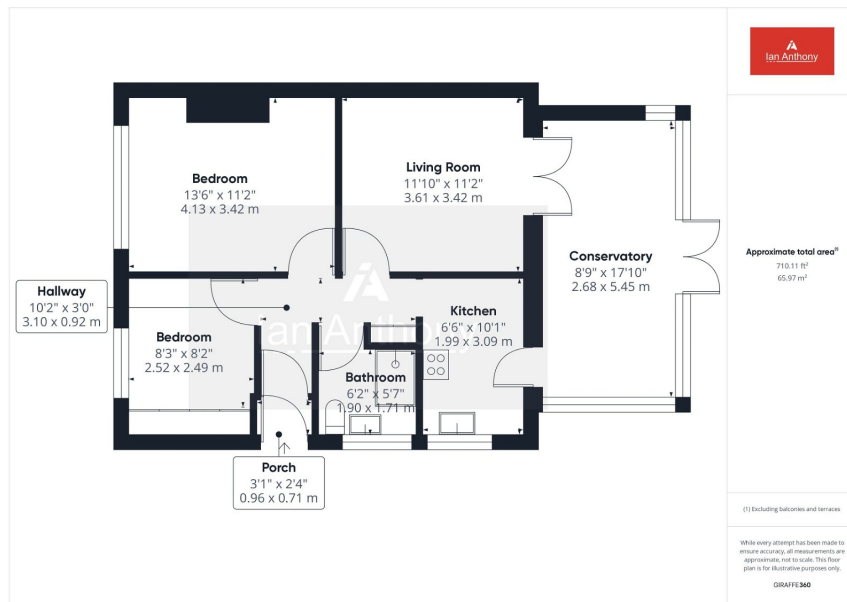 Ian Anthony
Bedroom
13'6" x 11'2"
4.13 x 3.42 m
Living Room
11'10" x 11'2"
3.61 x 3.42 m
Conservatory
8'9" x 17'10"
2.68 x 5.45 m
Hallway
10'2" x 3'0"
3.10 x 0.92 m
Bedroom
8'3" x 8'2"
2.52 x 2.49 m
Kitchen
6'6" x 10'1"
1.99 x 3.09 m
Ian Anthony
Bathroom
6'2" x 5'7"
1.90 x 1.71 m
Porch
3'1" x 2'4"
0.96 x 0.71 m
Approximate total area⁽¹⁾
710.11 ft²
65.97 m²
(1) Excluding balconies and terraces
While every attempt has been made to
ensure accuracy, all measurements are
approximate, not to scale. This floor
plan is for illustrative purposes only.
GIRAFFE360